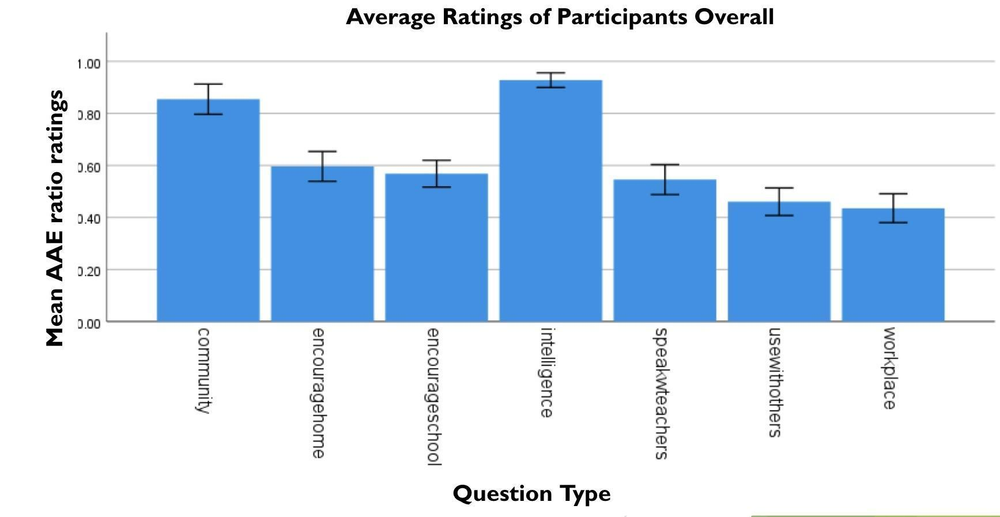 Average Ratings of Participants Overall
Mean AAE ratio ratings
1.00
0.80
0.60
0.40
0.20
0.00
community
encouragehome
encourageschool
intelligence
speakwteachers
usewithothers
workplace
Question Type